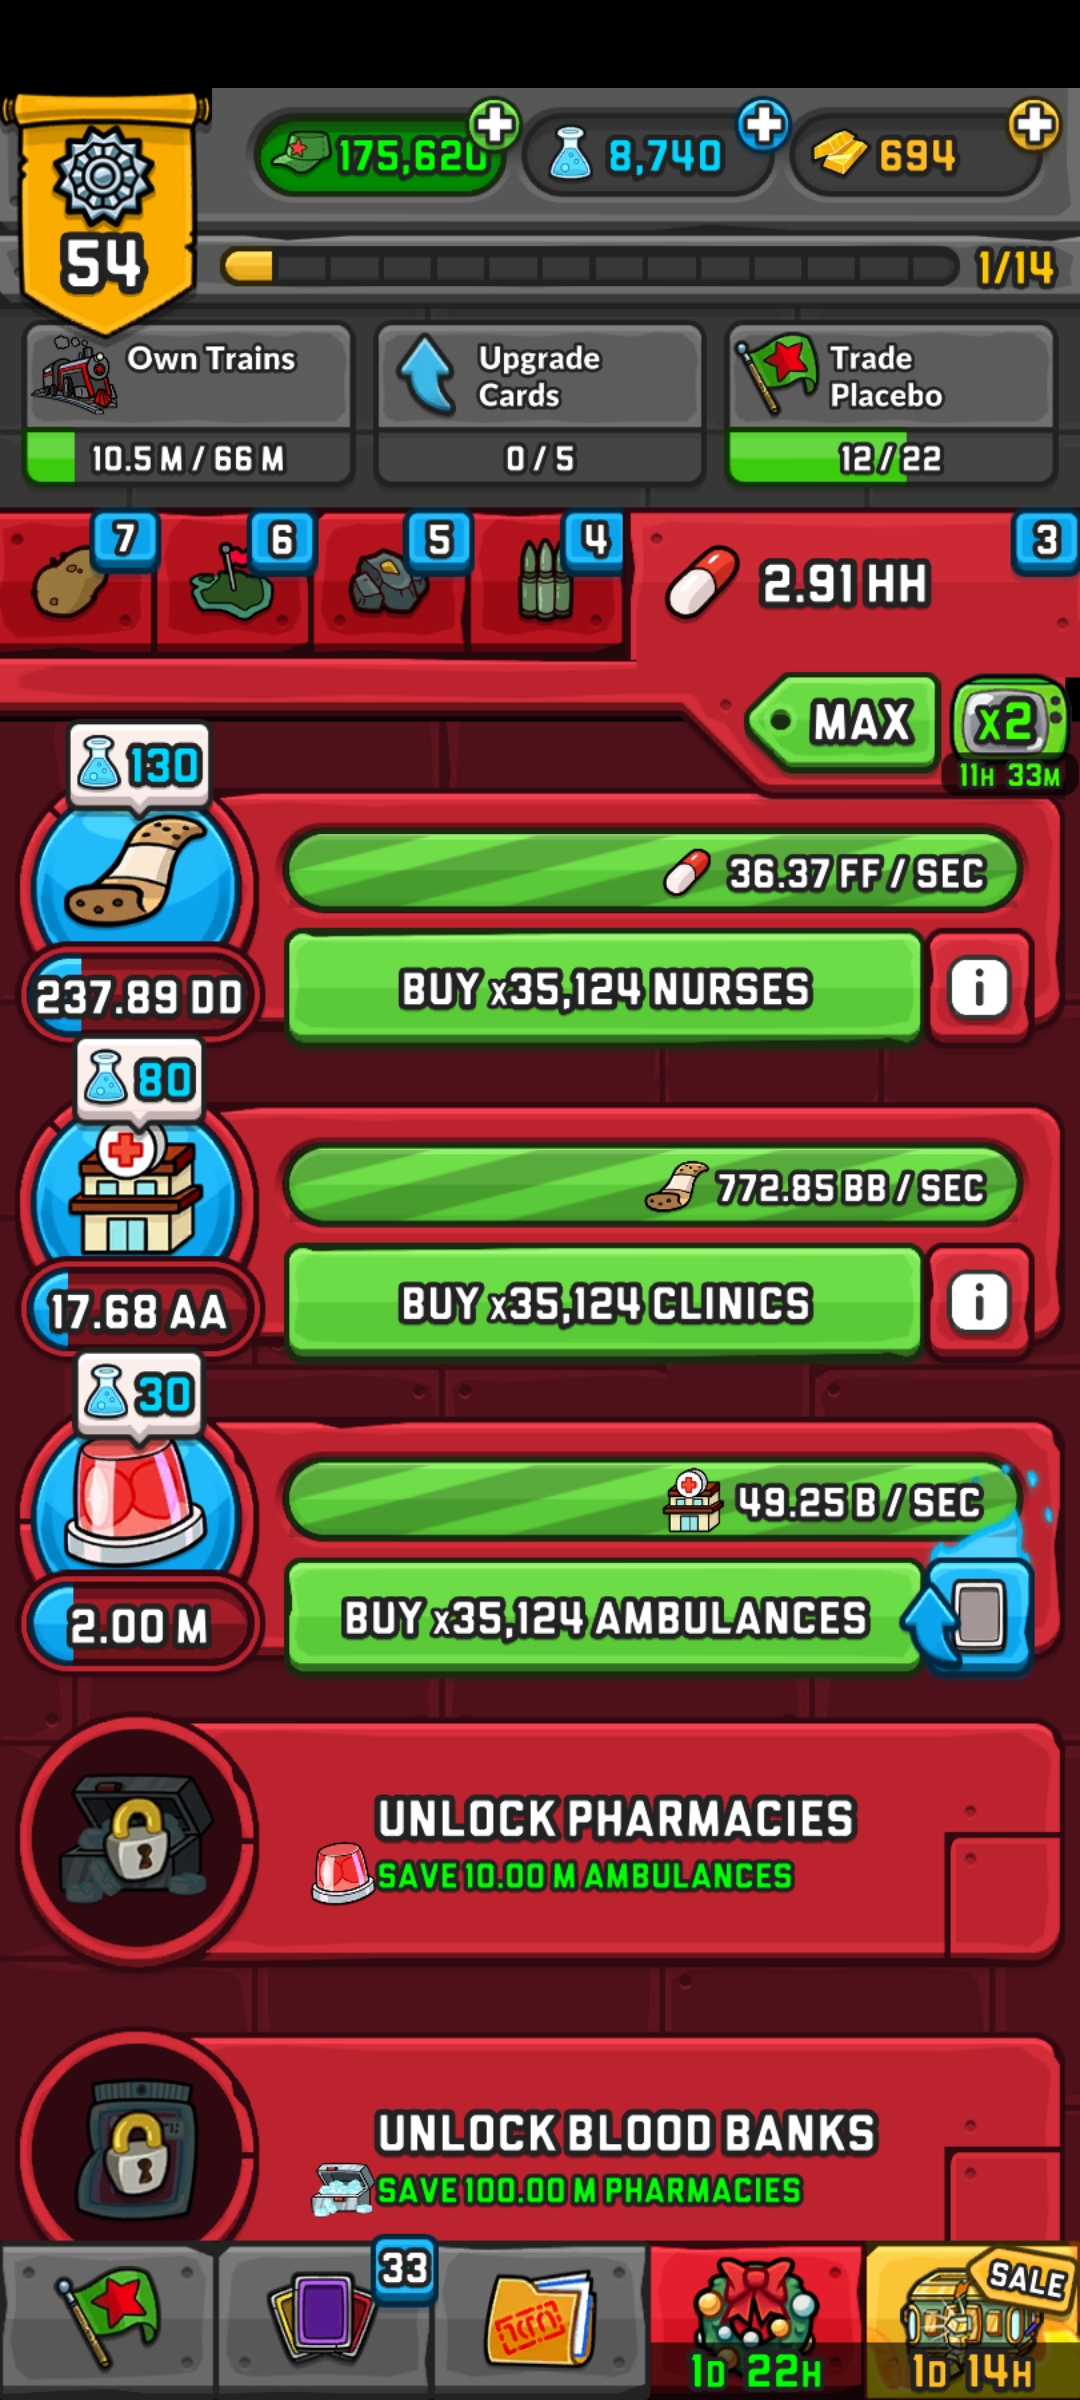 175,620
8,740
694
54
1/14
Own Trains
10.5 M / 66 M
Upgrade
Cards
0 / 5
Trade
Placebo
12 / 22
7
6
5
4
2.91 HH
3
MAX
x2
11H 33M
130
36.37 FF / SEC
237.89 DD
BUY x35,124 NURSES
i
80
772.85 BB / SEC
17.68 AA
BUY x35,124 CLINICS
i
30
49.25 B / SEC
2.00 M
BUY x35,124 AMBULANCES
UNLOCK PHARMACIES
SAVE 10.00 M AMBULANCES
UNLOCK BLOOD BANKS
SAVE 100.00 M PHARMACIES
33
1D 22H
SALE
1D 14H